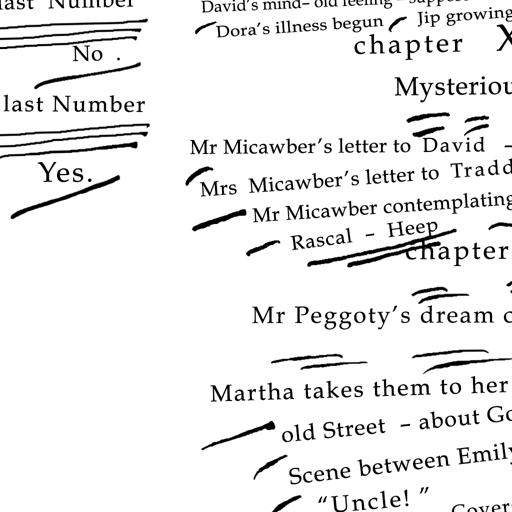 last Number
No .
last Number
Yes.
David's mind – old feeling –
Dora's illness begun Jip growing
chapter X
Mysteriou
Mr Micawber's letter to David –
Mrs Micawber's letter to Tradd
Mr Micawber contemplating
Rascal – Heep
chapter
Mr Peggoty's dream c
Martha takes them to her
old Street – about Go
Scene between Emily
"Uncle! "